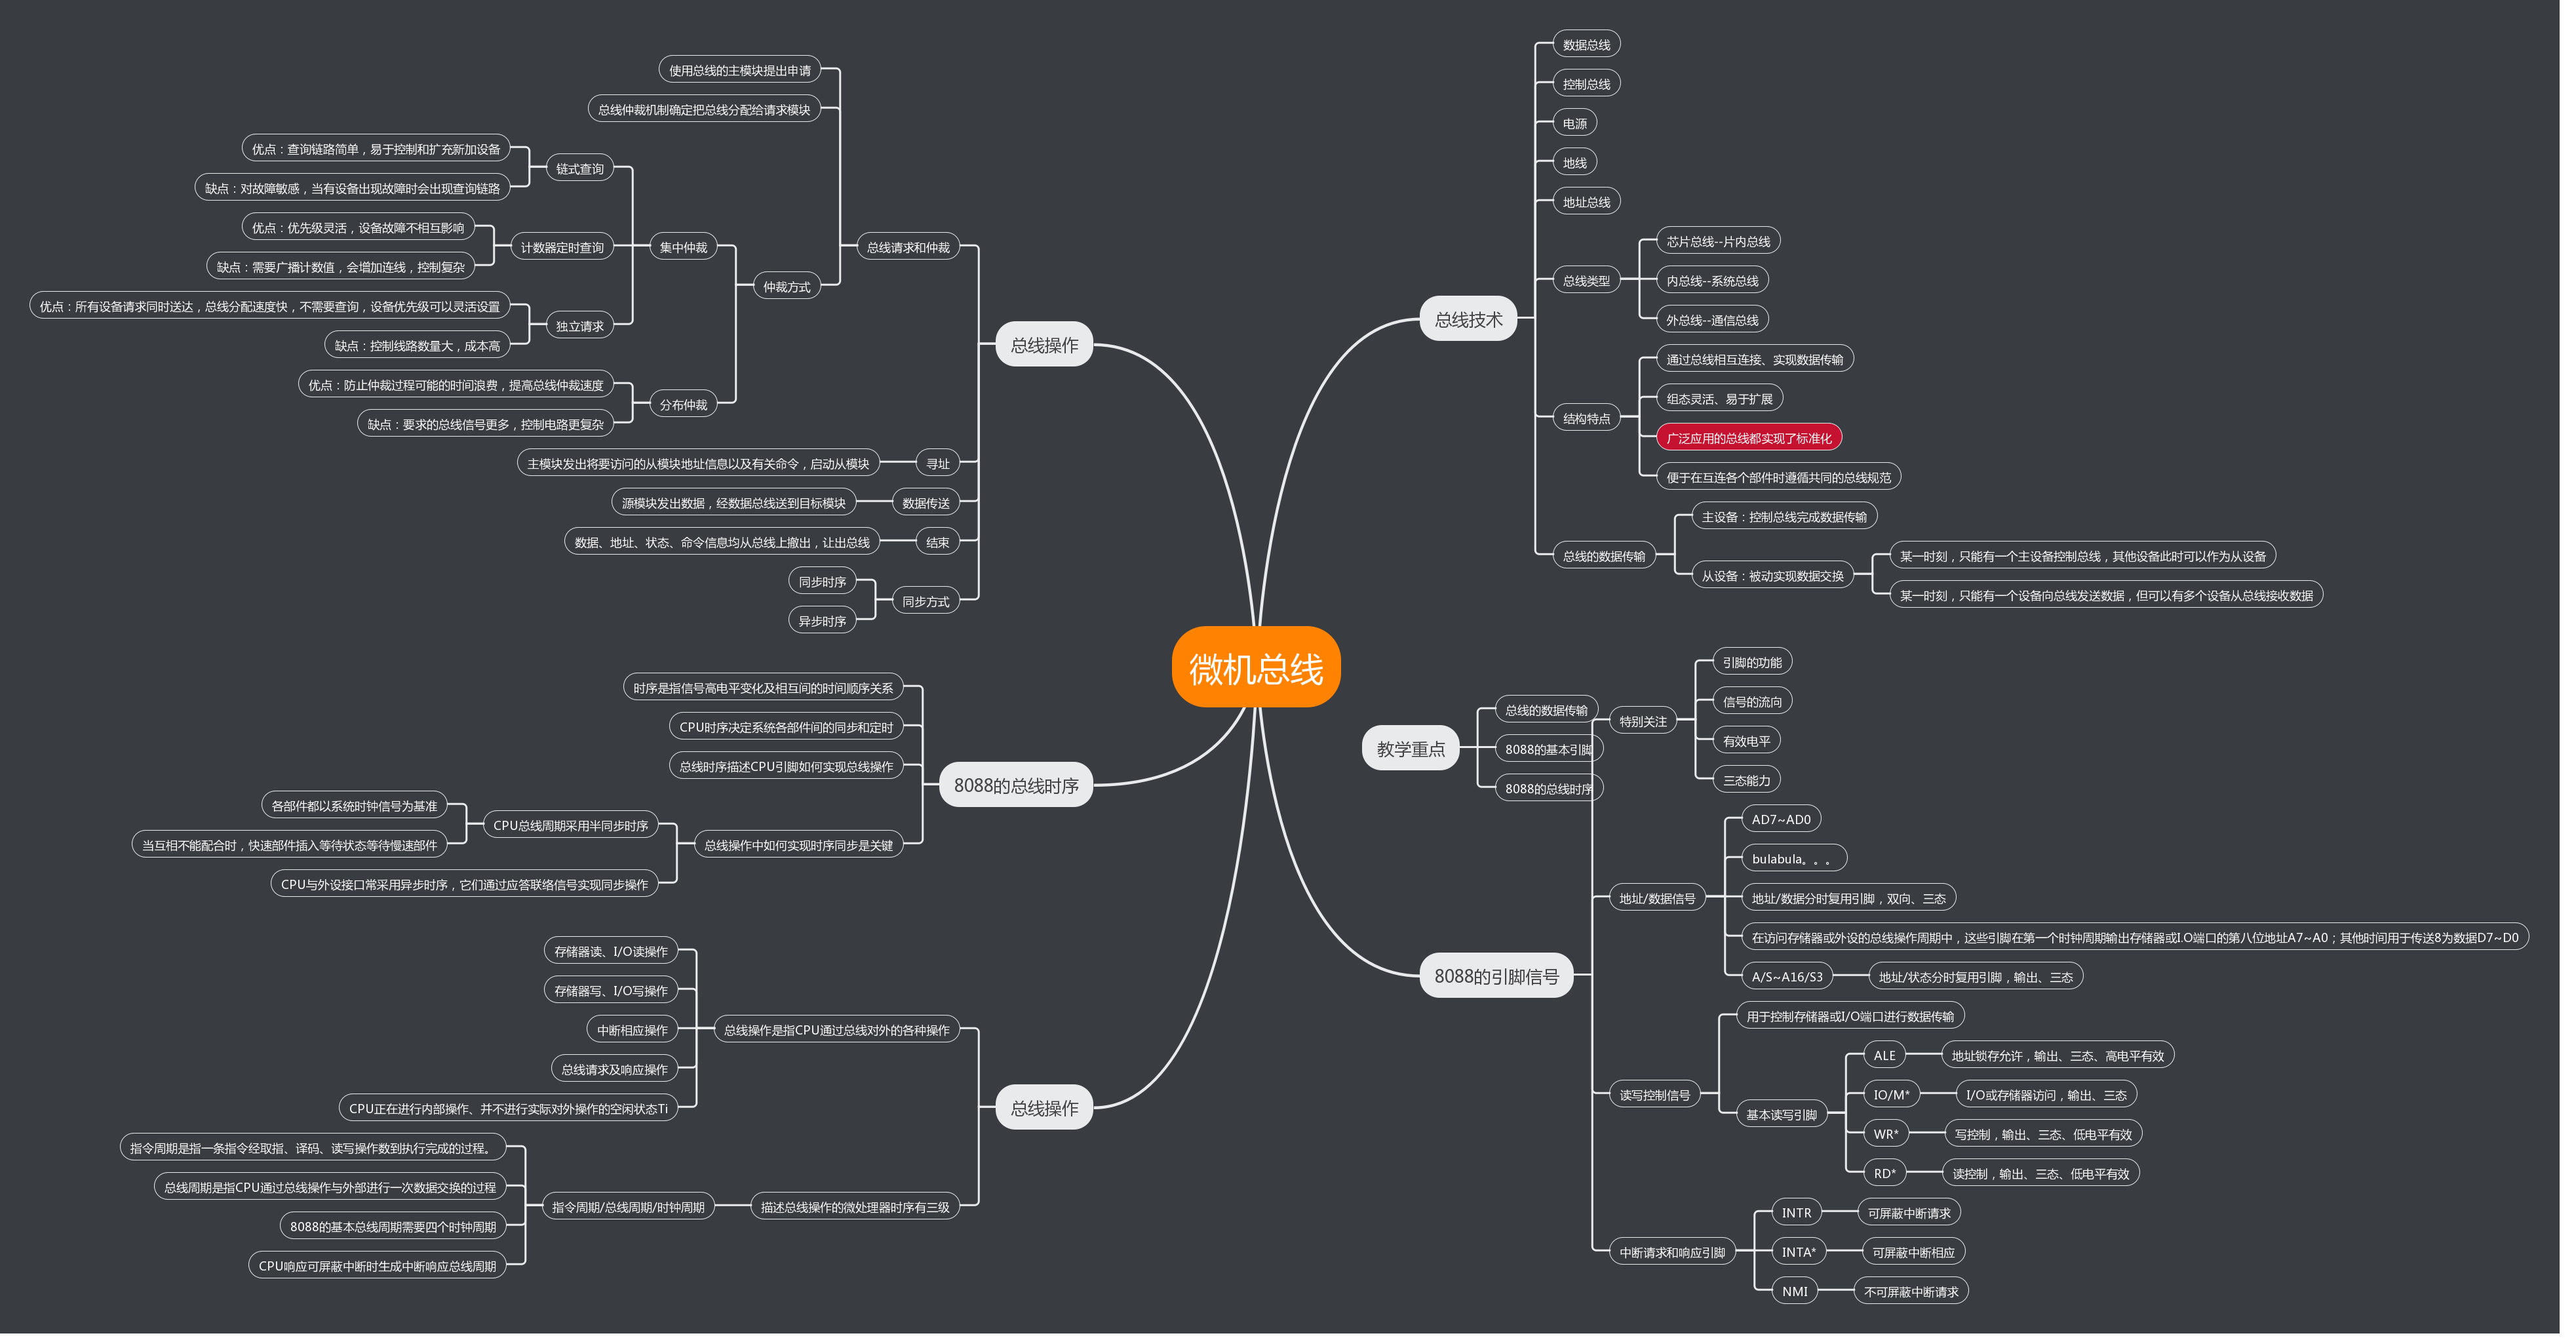 微机总线
总线技术
数据总线
控制总线
电源
地线
地址总线
总线类型
芯片总线--片内总线
内总线--系统总线
外总线--通信总线
结构特点
通过总线相互连接、实现数据传输
组态灵活、易于扩展
广泛应用的总线都实现了标准化
便于在互连各个部件时遵循共同的总线规范
总线的数据传输
主设备：控制总线完成数据传输
从设备：被动实现数据交换
某一时刻，只能有一个主设备控制总线，其他设备此时可以作为从设备
某一时刻，只能有一个设备向总线发送数据，但可以有多个设备从总线接收数据
教学重点
总线的数据传输
8088的基本引脚
8088的总线时序
8088的引脚信号
特别关注
引脚的功能
信号的流向
有效电平
三态能力
地址/数据信号
AD7~AD0
bulabula。。。
地址/数据分时复用引脚，双向、三态
在访问存储器或外设的总线操作周期中，这些引脚在第一个时钟周期输出存储器或I.O端口的第八位地址A7~A0；其他时间用于传送8为数据D7~D0
A/S~A16/S3
地址/状态分时复用引脚，输出、三态
读写控制信号
用于控制存储器或I/O端口进行数据传输
基本读写引脚
ALE
地址锁存允许，输出、三态、高电平有效
IO/M*
I/O或存储器访问，输出、三态
WR*
写控制，输出、三态、低电平有效
RD*
读控制，输出、三态、低电平有效
中断请求和响应引脚
INTR
可屏蔽中断请求
INTA*
可屏蔽中断相应
NMI
不可屏蔽中断请求
总线操作
总线请求和仲裁
使用总线的主模块提出申请
总线仲裁机制确定把总线分配给请求模块
仲裁方式
集中仲裁
链式查询
优点：查询链路简单，易于控制和扩充新加设备
缺点：对故障敏感，当有设备出现故障时会出现查询链路
计数器定时查询
优点：优先级灵活，设备故障不相互影响
缺点：需要广播计数值，会增加连线，控制复杂
独立请求
优点：所有设备请求同时送达，总线分配速度快，不需要查询，设备优先级可以灵活设置
缺点：控制线路数量大，成本高
分布仲裁
优点：防止仲裁过程可能的时间浪费，提高总线仲裁速度
缺点：要求的总线信号更多，控制电路更复杂
寻址
主模块发出将要访问的从模块地址信息以及有关命令，启动从模块
数据传送
源模块发出数据，经数据总线送到目标模块
结束
数据、地址、状态、命令信息均从总线上撤出，让出总线
同步方式
同步时序
异步时序
8088的总线时序
时序是指信号高电平变化及相互间的时间顺序关系
CPU时序决定系统各部件间的同步和定时
总线时序描述CPU引脚如何实现总线操作
总线操作中如何实现时序同步是关键
CPU总线周期采用半同步时序
各部件都以系统时钟信号为基准
当互相不能配合时，快速部件插入等待状态等待慢速部件
CPU与外设接口常采用异步时序，它们通过应答联络信号实现同步操作
总线操作
总线操作是指CPU通过总线对外的各种操作
存储器读、I/O读操作
存储器写、I/O写操作
中断相应操作
总线请求及响应操作
CPU正在进行内部操作、并不进行实际对外操作的空闲状态Ti
描述总线操作的微处理器时序有三级
指令周期/总线周期/时钟周期
指令周期是指一条指令经取指、译码、读写操作数到执行完成的过程。
总线周期是指CPU通过总线操作与外部进行一次数据交换的过程
8088的基本总线周期需要四个时钟周期
CPU响应可屏蔽中断时生成中断响应总线周期